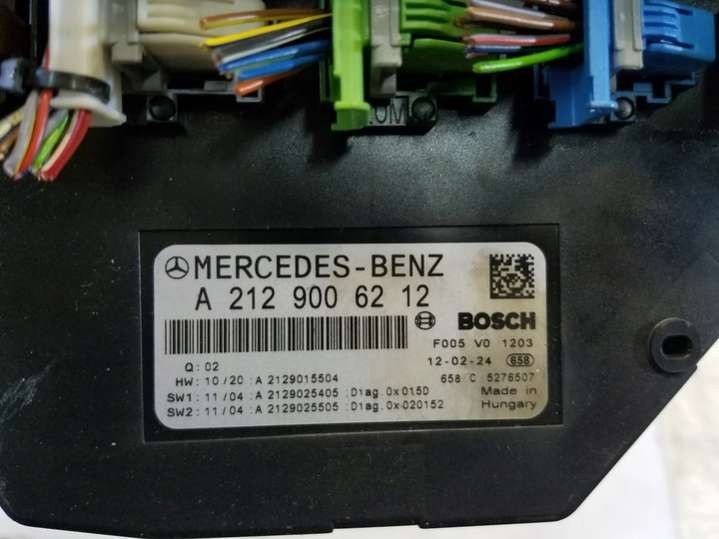 MERCEDES-BENZ
A 212 900 62 12
BOSCH
F005 V0 1203
Q: 02
12-02-24 658
HW: 10/20 :A 2129015504
658 C 5276507
SW1: 11/04 :A 2129025405 :Diag.0x015D
Made in
SW2: 11/04 :A 2129025505 :Diag.0x020152
Hungary